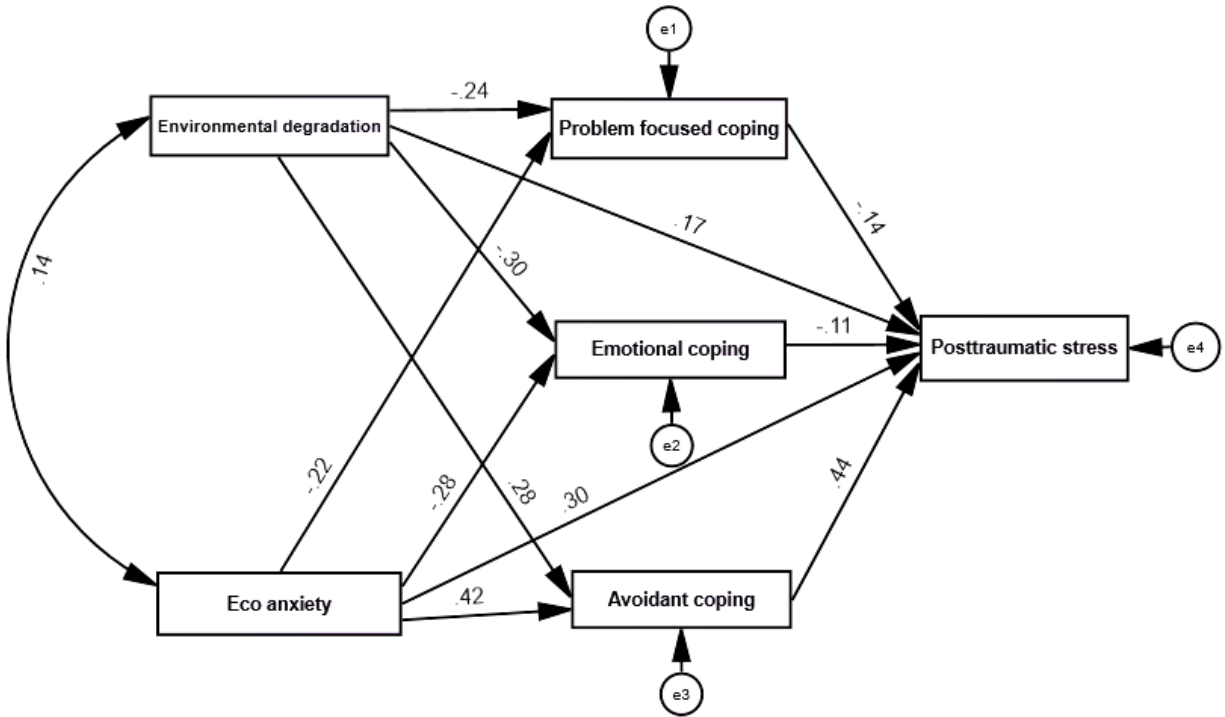 e1
-.24
Environmental degradation
Problem focused coping
.17
-.14
.14
-.30
-.11
Emotional coping
Posttraumatic stress
e4
e2
-.22
-.28
.28
.30
.44
.42
Eco anxiety
Avoidant coping
e3